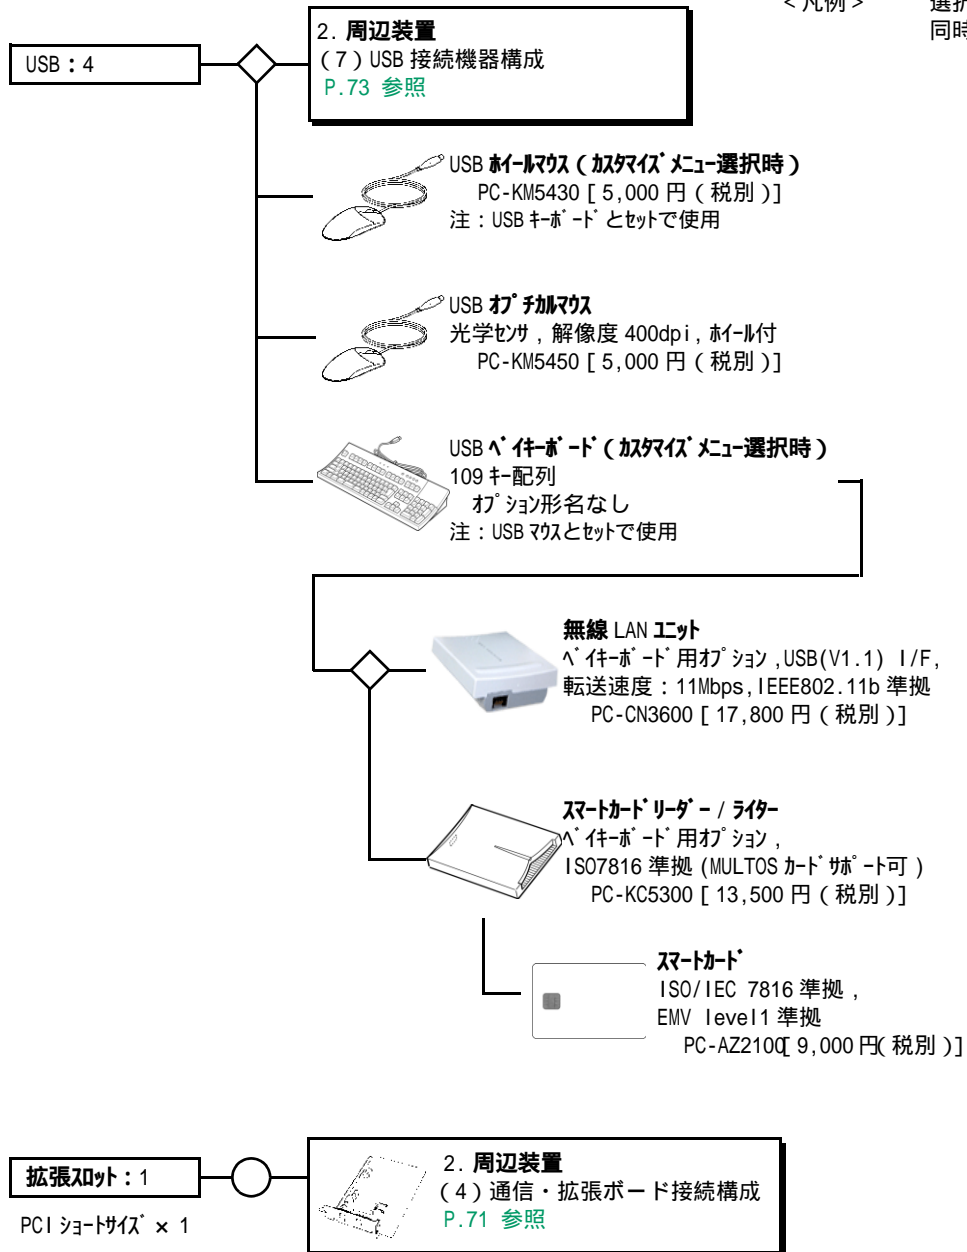 <凡例>
選択
同時
USB：4
2. 周辺装置
(7)USB 接続機器構成
P.73 参照
USB ﾎｲｰﾙﾏｳｽ(ｶｽﾀﾏｲｽﾞﾒﾆｭｰ選択時)
PC-KM5430 [ 5,000 円(税別)]
注：USB ｷｰﾎﾞｰﾄﾞとｾｯﾄで使用
USB ｵﾌﾟﾁｶﾙﾏｳｽ
光学ｾﾝｻ, 解像度 400dpi, ﾎｲｰﾙ付
PC-KM5450 [ 5,000 円(税別)]
USB ﾍﾞｲｷｰﾎﾞｰﾄﾞ(ｶｽﾀﾏｲｽﾞﾒﾆｭｰ選択時)
109 ｷｰ配列
ｵﾌﾟｼｮﾝ形名なし
注：USB ﾏｳｽとｾｯﾄで使用
無線 LAN ﾕﾆｯﾄ
ﾍﾞｲｷｰﾎﾞｰﾄﾞ用ｵﾌﾟｼｮﾝ,USB(V1.1) I/F,
転送速度：11Mbps,IEEE802.11b 準拠
PC-CN3600 [ 17,800 円(税別)]
ｽﾏｰﾄｶｰﾄﾞﾘｰﾀﾞｰ/ﾗｲﾀｰ
ﾍﾞｲｷｰﾎﾞｰﾄﾞ用ｵﾌﾟｼｮﾝ,
ISO7816 準拠(MULTOS ｶｰﾄﾞｻﾎﾟｰﾄ可)
PC-KC5300 [ 13,500 円(税別)]
ｽﾏｰﾄｶｰﾄﾞ
ISO/IEC 7816 準拠,
EMV level1 準拠
PC-AZ2100[ 9,000 円(税別)]
拡張ｽﾛｯﾄ：1
PCI ｼｮｰﾄｻｲｽﾞ × 1
2. 周辺装置
(4)通信・拡張ボード接続構成
P.71 参照